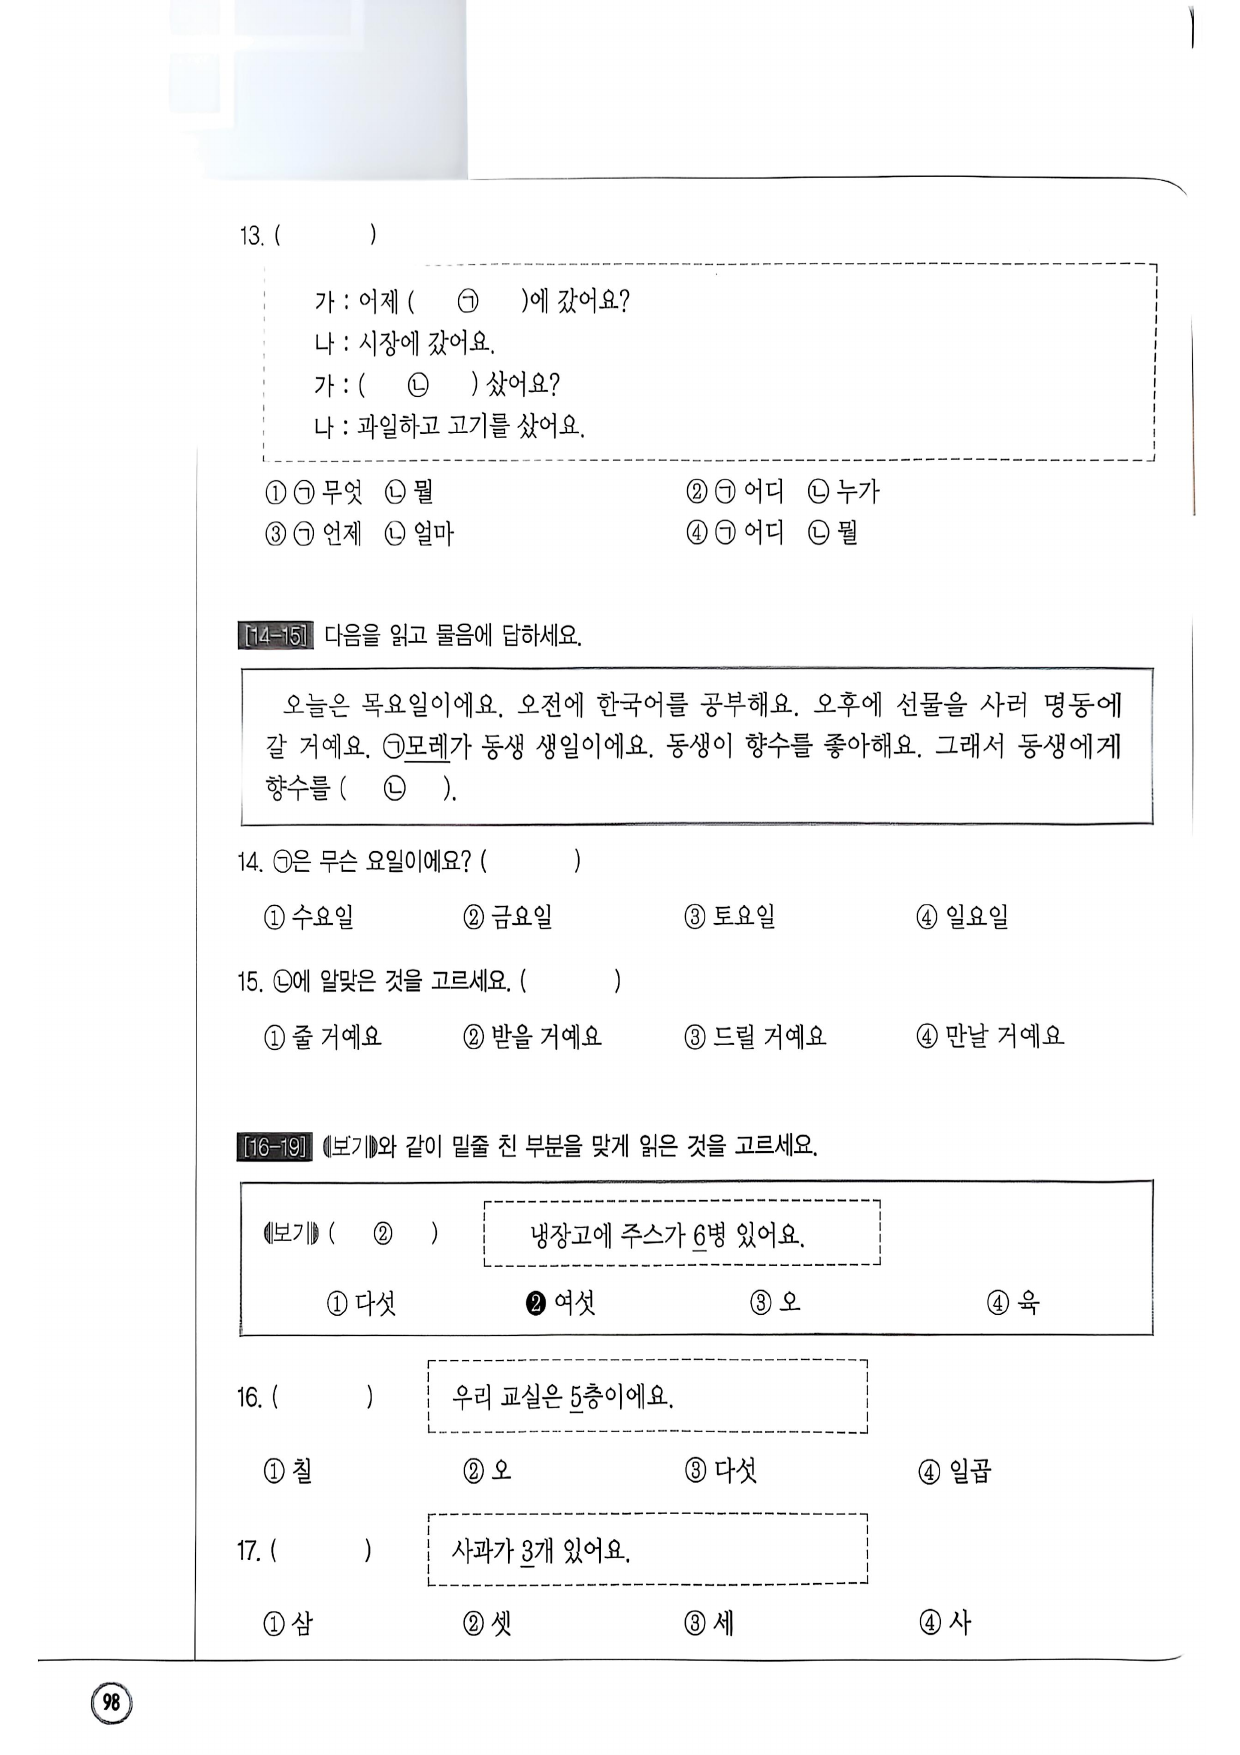 13. (          )
가 : 어제 (    ㉠    )에 갔어요?
나 : 시장에 갔어요.
가 : (    ㉡    ) 샀어요?
나 : 과일하고 고기를 샀어요.
① ㉠ 무엇 ㉡ 뭘   ② ㉠ 어디 ㉡ 누가
③ ㉠ 언제 ㉡ 얼마   ④ ㉠ 어디 ㉡ 뭘
[14-15] 다음을 읽고 물음에 답하세요.
오늘은 목요일이에요. 오전에 한국어를 공부해요. 오후에 선물을 사러 명동에
갈 거예요. ㉠모레가 동생 생일이에요. 동생이 향수를 좋아해요. 그래서 동생에게
향수를 (    ㉡    ).
14. ㉠은 무슨 요일이에요? (          )
① 수요일   ② 금요일   ③ 토요일   ④ 일요일
15. ㉡에 알맞은 것을 고르세요. (          )
① 줄 거예요   ② 받을 거예요   ③ 드릴 거예요   ④ 만날 거예요
[16-19] 《보기》와 같이 밑줄 친 부분을 맞게 읽은 것을 고르세요.
《보기》 (    ②    )   냉장고에 주스가 6병 있어요.
① 다섯   ❷ 여섯   ③ 오   ④ 육
16. (          )   우리 교실은 5층이에요.
① 칠   ② 오   ③ 다섯   ④ 일곱
17. (          )   사과가 3개 있어요.
① 삼   ② 셋   ③ 세   ④ 사
98